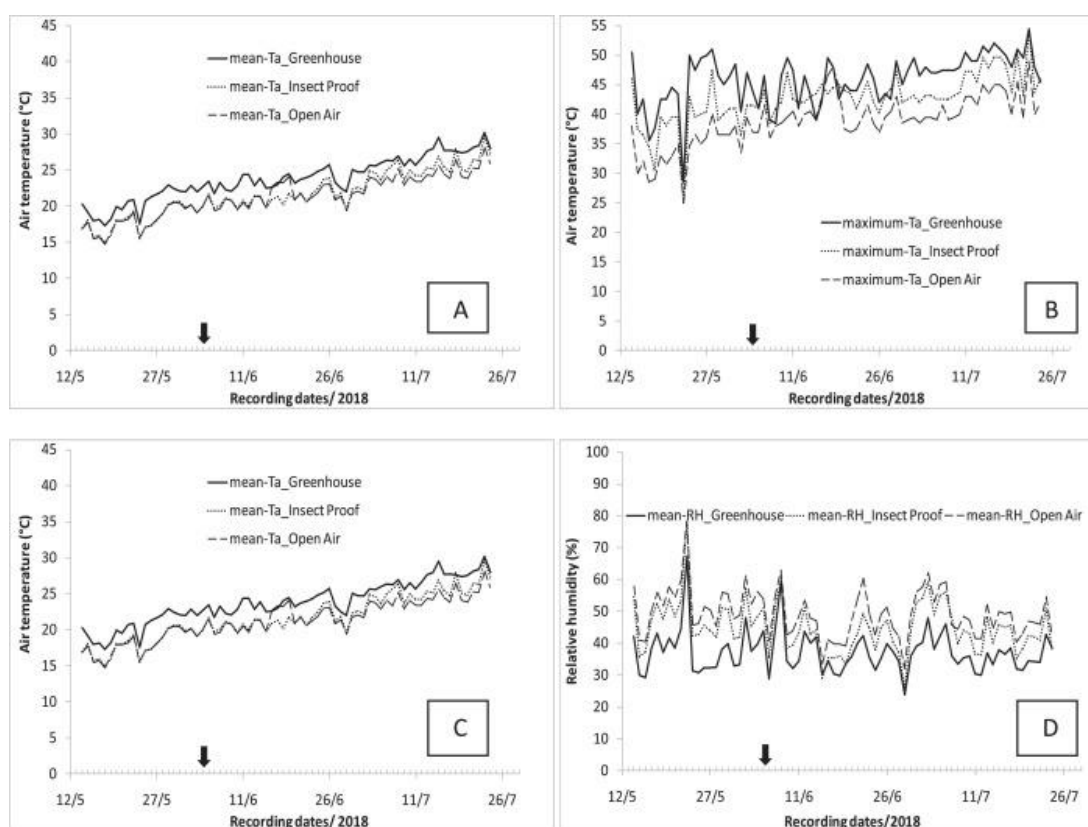 45
40
35
30
25
20
15
10
5
0
Air temperature (°C)
mean-Ta_Greenhouse
mean-Ta_Insect Proof
mean-Ta_Open Air
A
12/5 27/5 11/6 26/6 11/7 26/7
Recording dates/ 2018
55
50
45
40
35
30
25
20
15
10
5
0
Air temperature (°C)
maximum-Ta_Greenhouse
maximum-Ta_Insect Proof
maximum-Ta_Open Air
B
12/5 27/5 11/6 26/6 11/7 26/7
Recording dates/ 2018
45
40
35
30
25
20
15
10
5
0
Air temperature (°C)
mean-Ta_Greenhouse
mean-Ta_Insect Proof
mean-Ta_Open Air
C
12/5 27/5 11/6 26/6 11/7 26/7
Recording dates/ 2018
100
90
80
70
60
50
40
30
20
10
0
Relative humidity (%)
mean-RH_Greenhouse mean-RH_Insect Proof mean-RH_Open Air
D
12/5 27/5 11/6 26/6 11/7 26/7
Recording dates/ 2018